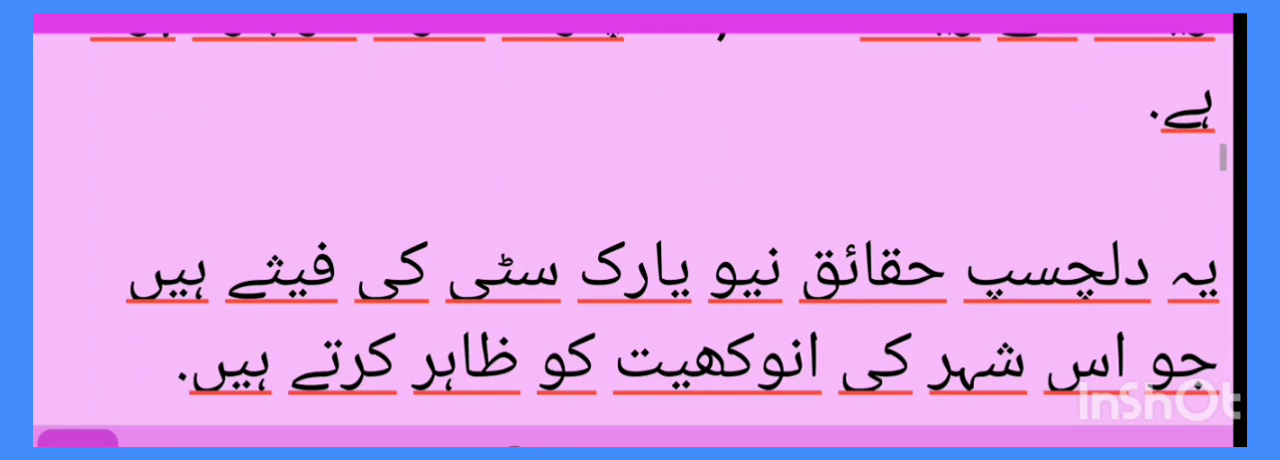 ہے.
یہ دلچسپ حقائق نیو یارک سٹی کی فیثے ہیں
جو اس شہر کی انوکھیت کو ظاہر کرتے ہیں.
InShOt